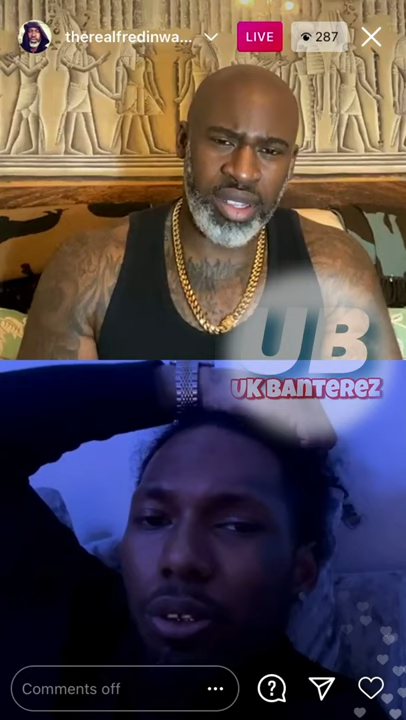 therealfredinwa...
LIVE
287
UB
UK BANTEREZ
Comments off